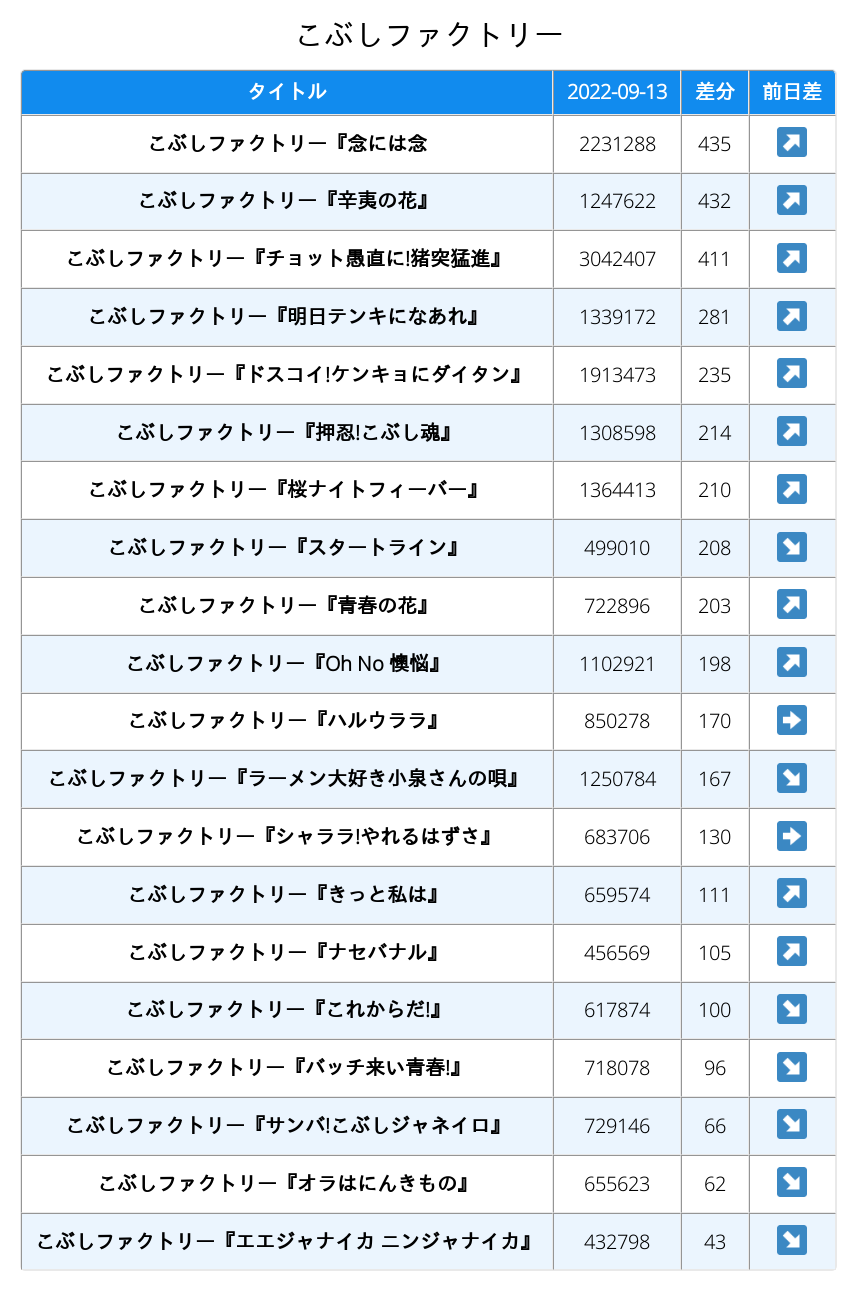 こぶしファクトリー
タイトル 2022-09-13 差分 前日差
こぶしファクトリー『念には念 2231288 435 ↗
こぶしファクトリー『辛夷の花』 1247622 432 ↗
こぶしファクトリー『チョット愚直に!猪突猛進』 3042407 411 ↗
こぶしファクトリー『明日テンキになあれ』 1339172 281 ↗
こぶしファクトリー『ドスコイ!ケンキョにダイタン』 1913473 235 ↗
こぶしファクトリー『押忍!こぶし魂』 1308598 214 ↗
こぶしファクトリー『桜ナイトフィーバー』 1364413 210 ↗
こぶしファクトリー『スタートライン』 499010 208 ↘
こぶしファクトリー『青春の花』 722896 203 ↗
こぶしファクトリー『Oh No 懊悩』 1102921 198 ↗
こぶしファクトリー『ハルウララ』 850278 170 →
こぶしファクトリー『ラーメン大好き小泉さんの唄』 1250784 167 ↘
こぶしファクトリー『シャララ!やれるはずさ』 683706 130 →
こぶしファクトリー『きっと私は』 659574 111 ↗
こぶしファクトリー『ナセバナル』 456569 105 ↗
こぶしファクトリー『これからだ!』 617874 100 ↘
こぶしファクトリー『バッチ来い青春!』 718078 96 ↘
こぶしファクトリー『サンバ!こぶしジャネイロ』 729146 66 ↘
こぶしファクトリー『オラはにんきもの』 655623 62 ↘
こぶしファクトリー『エエジャナイカ ニンジャナイカ』 432798 43 ↘